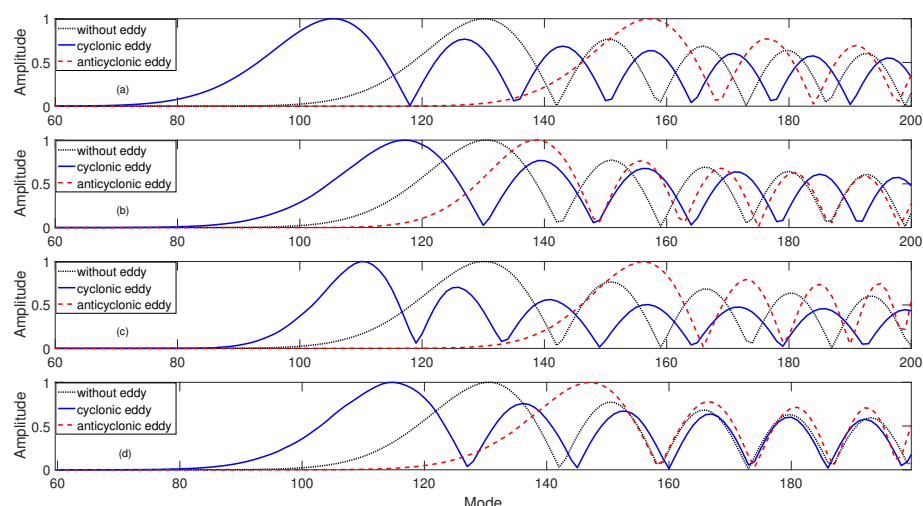 1
without eddy
cyclonic eddy
anticyclonic eddy
Amplitude
0.5
(a)
0
60 80 100 120 140 160 180 200
1
without eddy
cyclonic eddy
anticyclonic eddy
Amplitude
0.5
(b)
0
60 80 100 120 140 160 180 200
1
without eddy
cyclonic eddy
anticyclonic eddy
Amplitude
0.5
(c)
0
60 80 100 120 140 160 180 200
1
without eddy
cyclonic eddy
anticyclonic eddy
Amplitude
0.5
(d)
0
60 80 100 120 140 160 180 200
Mode